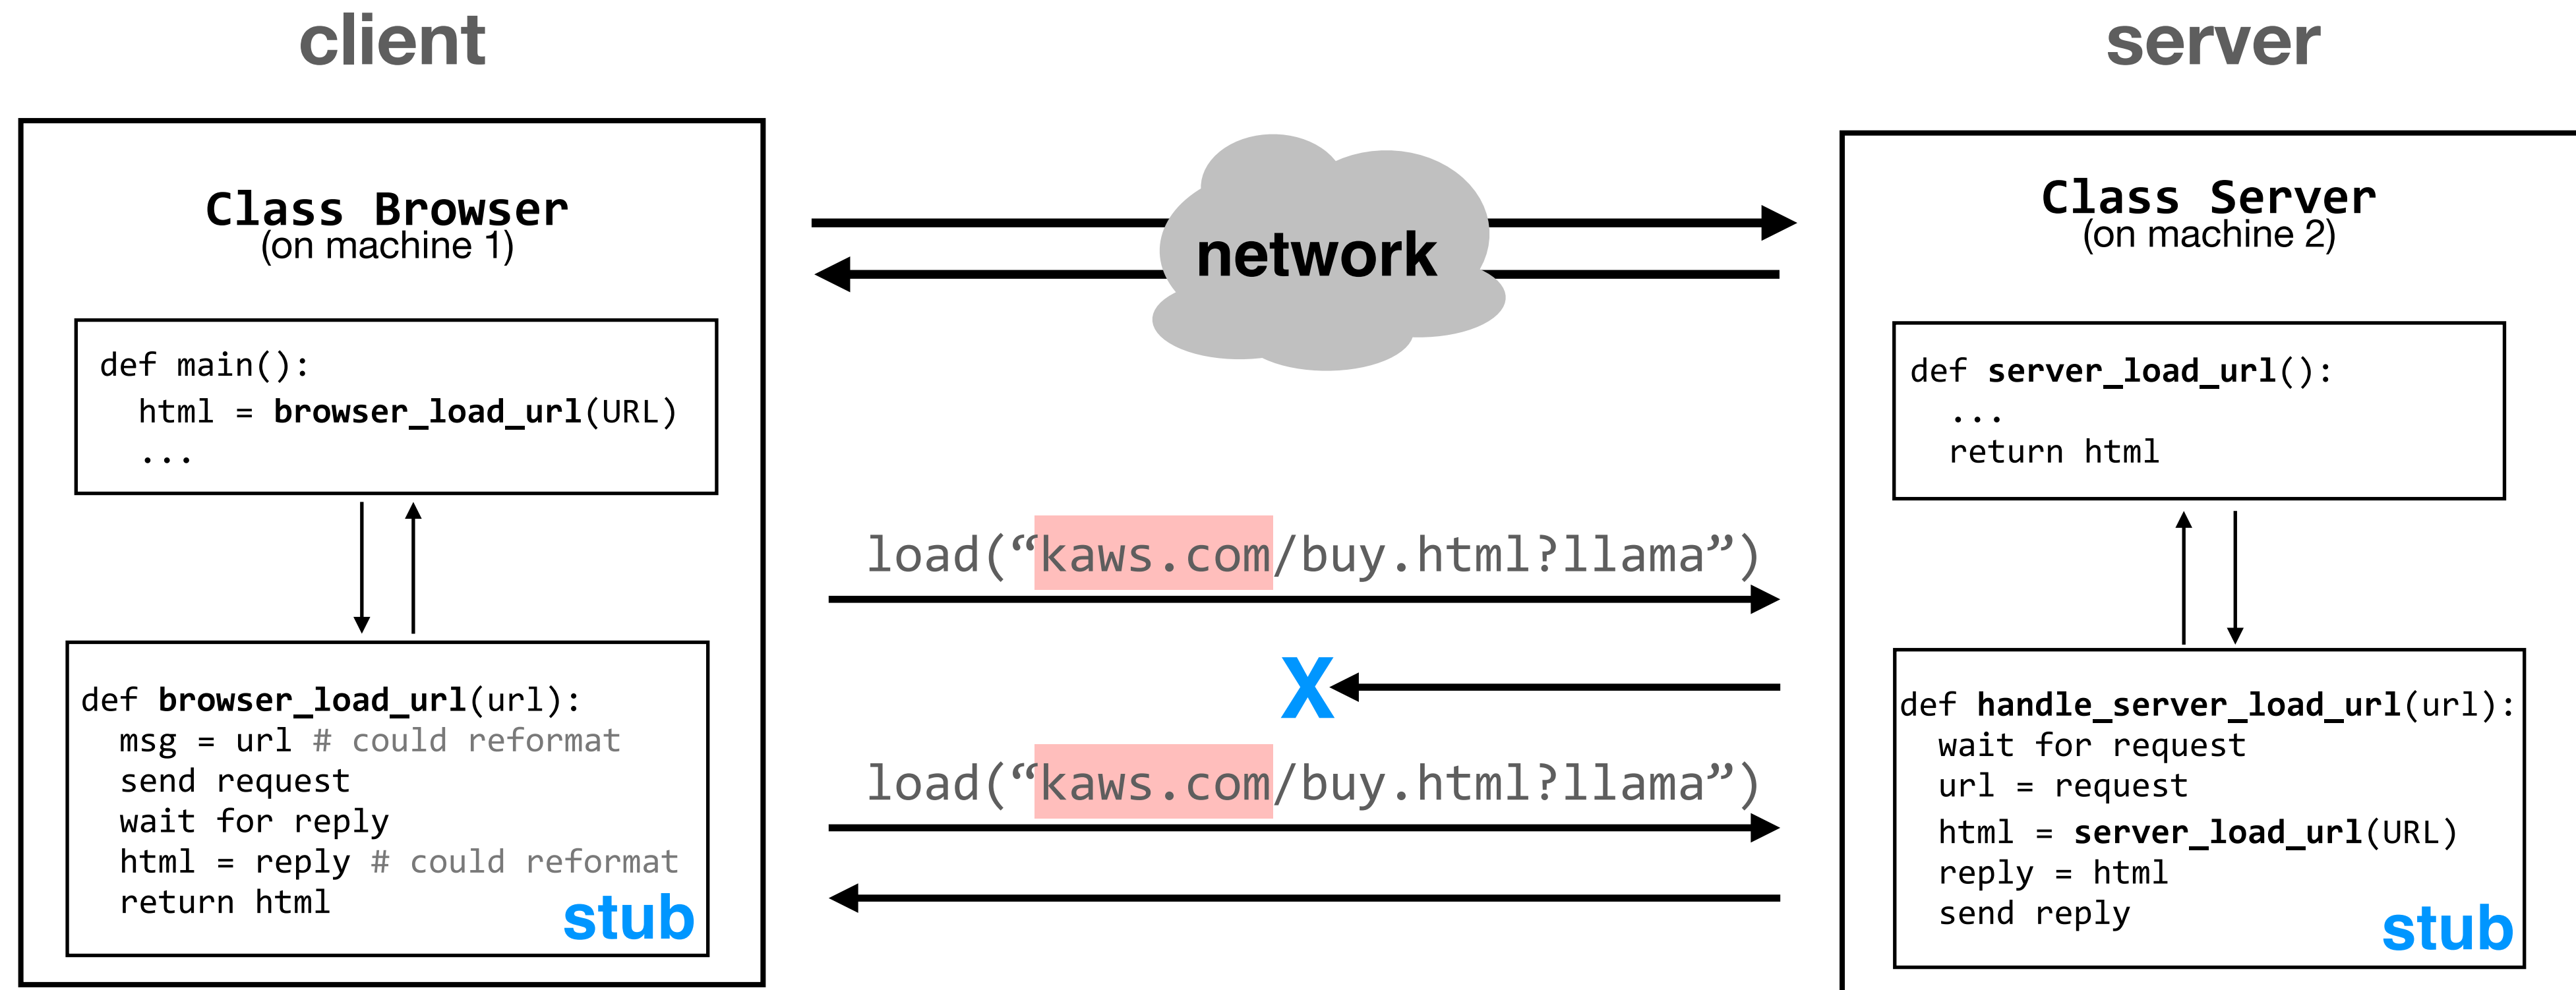 client
server
Class Browser
(on machine 1)
def main():
html = browser_load_url(URL)
...
def browser_load_url(url):
msg = url # could reformat
send request
wait for reply
html = reply # could reformat
return html
stub
network
load(“kaws.com/buy.html?llama”)
X
load(“kaws.com/buy.html?llama”)
Class Server
(on machine 2)
def server_load_url():
...
return html
def handle_server_load_url(url):
wait for request
url = request
html = server_load_url(URL)
reply = html
send reply
stub